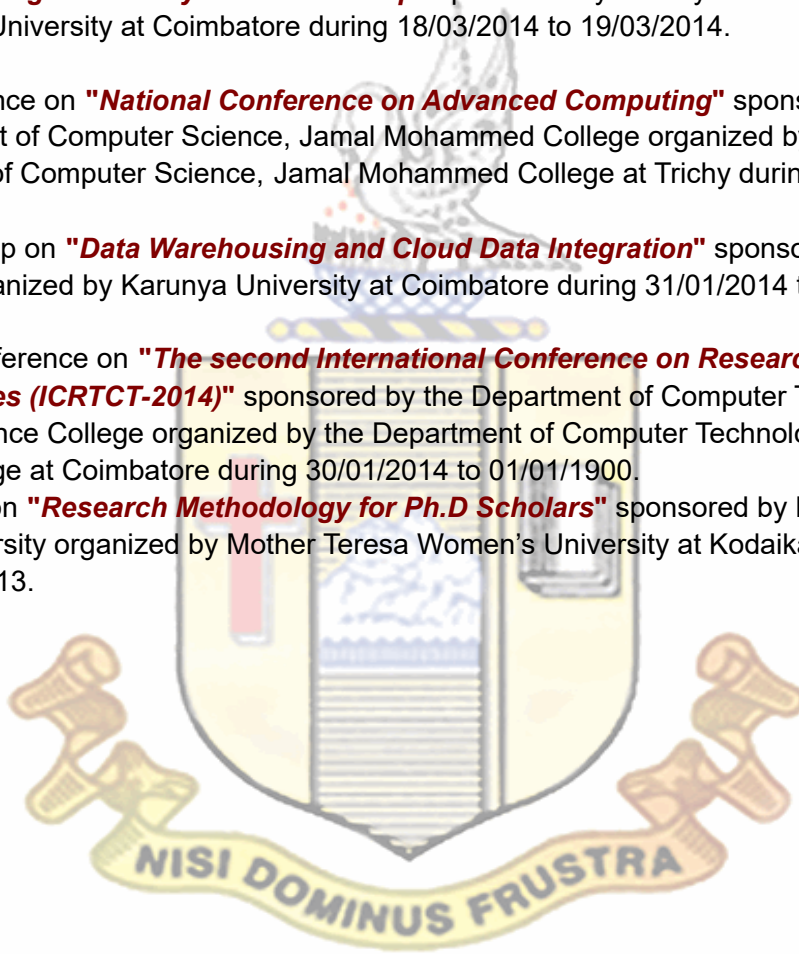 University at Coimbatore during 18/03/2014 to 19/03/2014.
nce on "National Conference on Advanced Computing" spons
t of Computer Science, Jamal Mohammed College organized by
of Computer Science, Jamal Mohammed College at Trichy durin
p on "Data Warehousing and Cloud Data Integration" sponso
anized by Karunya University at Coimbatore during 31/01/2014
ference on "The second International Conference on Researc
es (ICRTCT-2014)" sponsored by the Department of Computer T
nce College organized by the Department of Computer Technolo
ge at Coimbatore during 30/01/2014 to 01/01/1900.
on "Research Methodology for Ph.D Scholars" sponsored by
rsity organized by Mother Teresa Women’s University at Kodaika
13.
NISI DOMINUS FRUSTRA